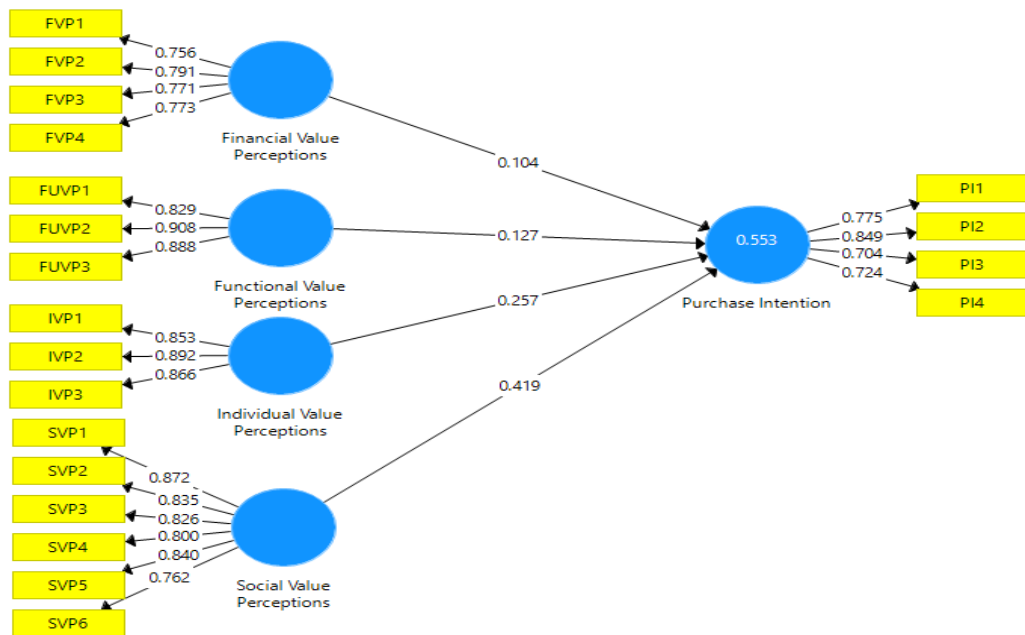 FVP1
FVP2
FVP3
FVP4
0.756
0.791
0.771
0.773
Financial Value
Perceptions
FUVP1
FUVP2
FUVP3
0.829
0.908
0.888
Functional Value
Perceptions
IVP1
IVP2
IVP3
0.853
0.892
0.866
Individual Value
Perceptions
SVP1
SVP2
SVP3
SVP4
SVP5
SVP6
0.872
0.835
0.826
0.800
0.840
0.762
Social Value
Perceptions
0.104
0.127
0.257
0.419
0.553
Purchase Intention
0.775
0.849
0.704
0.724
PI1
PI2
PI3
PI4